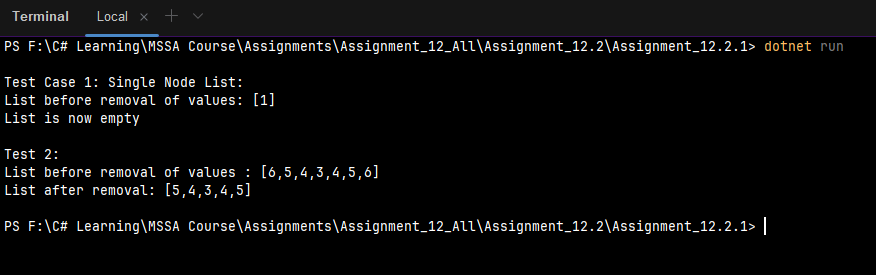 Terminal Local × +
PS F:\C# Learning\MSSA Course\Assignments\Assignment_12_All\Assignment_12.2\Assignment_12.2.1> dotnet run
Test Case 1: Single Node List:
List before removal of values: [1]
List is now empty
Test 2:
List before removal of values : [6,5,4,3,4,5,6]
List after removal: [5,4,3,4,5]
PS F:\C# Learning\MSSA Course\Assignments\Assignment_12_All\Assignment_12.2\Assignment_12.2.1>